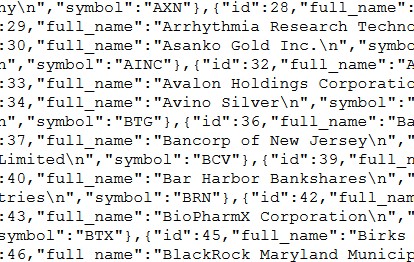 ny\n","symbol":"AXN"},{"id":28,"full_name":
:29,"full_name":"Arrhythmia Research Techno
:30,"full_name":"Asanko Gold Inc.\n","symbo
n","symbol":"AINC"},{"id":32,"full_name":"A
:33,"full_name":"Avalon Holdings Corporatio
:34,"full_name":"Avino Silver\n","symbol":"
n","symbol":"BTG"},{"id":36,"full_name":"Ba
:37,"full_name":"Bancorp of New Jersey\n","
Limited\n","symbol":"BCV"},{"id":39,"full_n
:40,"full_name":"Bar Harbor Bankshares\n","
tries\n","symbol":"BRN"},{"id":42,"full_nam
:43,"full_name":"BioPharmX Corporation\n","
symbol":"BTX"},{"id":45,"full_name":"Birks
:46,"full_name":"BlackRock Maryland Municip